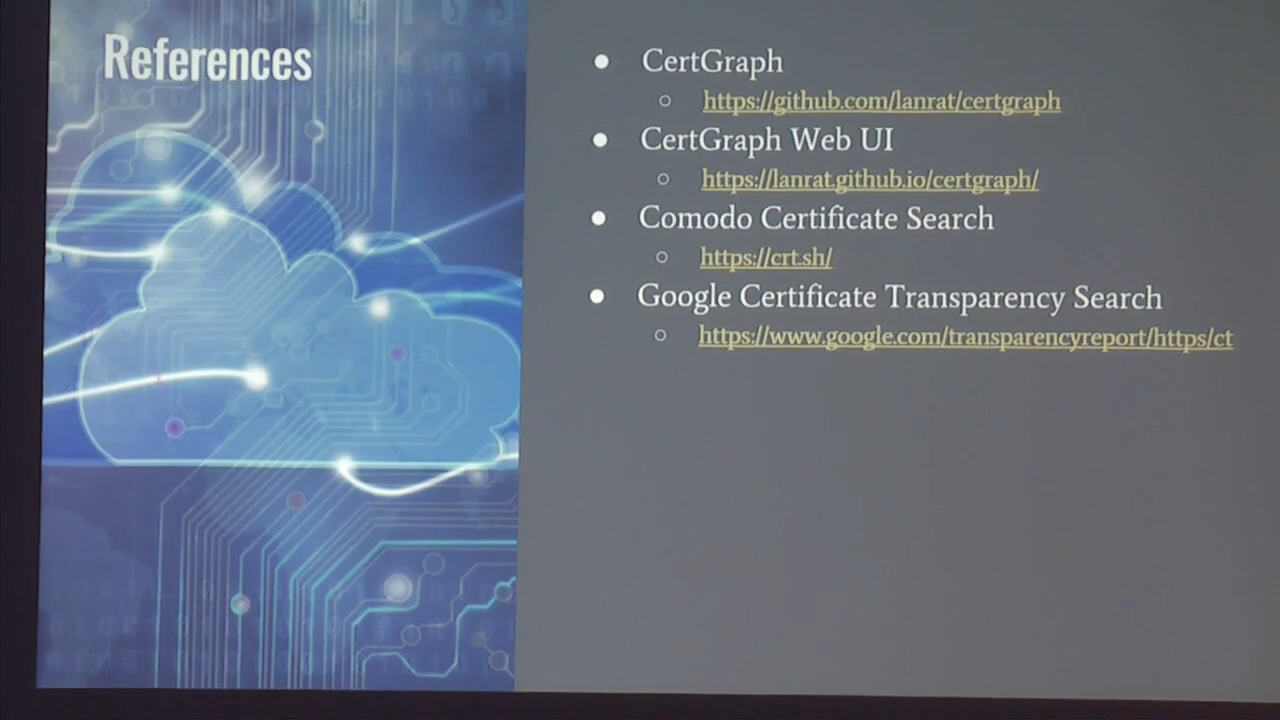 References
● CertGraph
○ https://github.com/lanrat/certgraph
● CertGraph Web UI
○ https://lanrat.github.io/certgraph/
● Comodo Certificate Search
○ https://crt.sh/
● Google Certificate Transparency Search
○ https://www.google.com/transparencyreport/https/ct